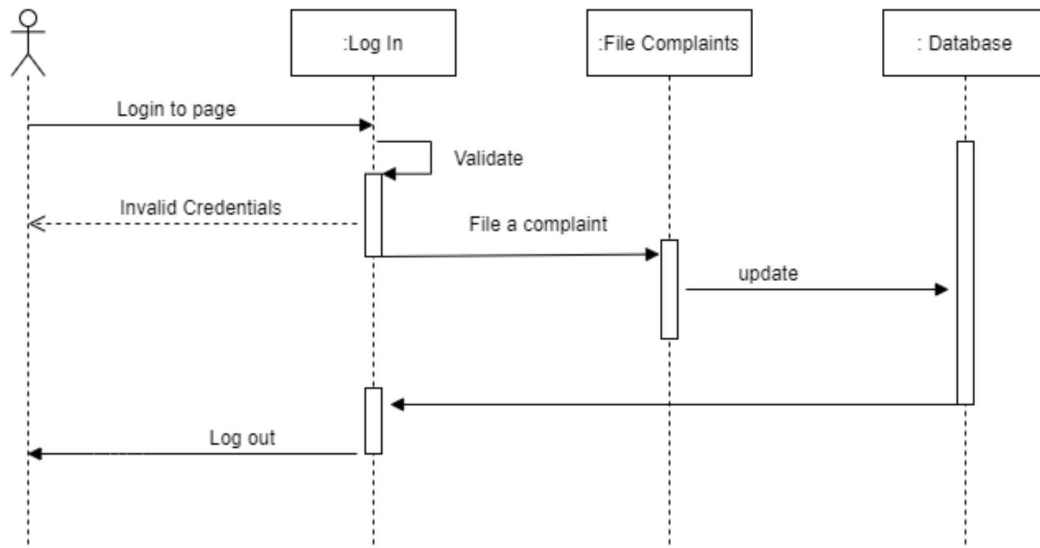 :Log In
:File Complaints
: Database
Login to page
Validate
Invalid Credentials
File a complaint
update
Log out